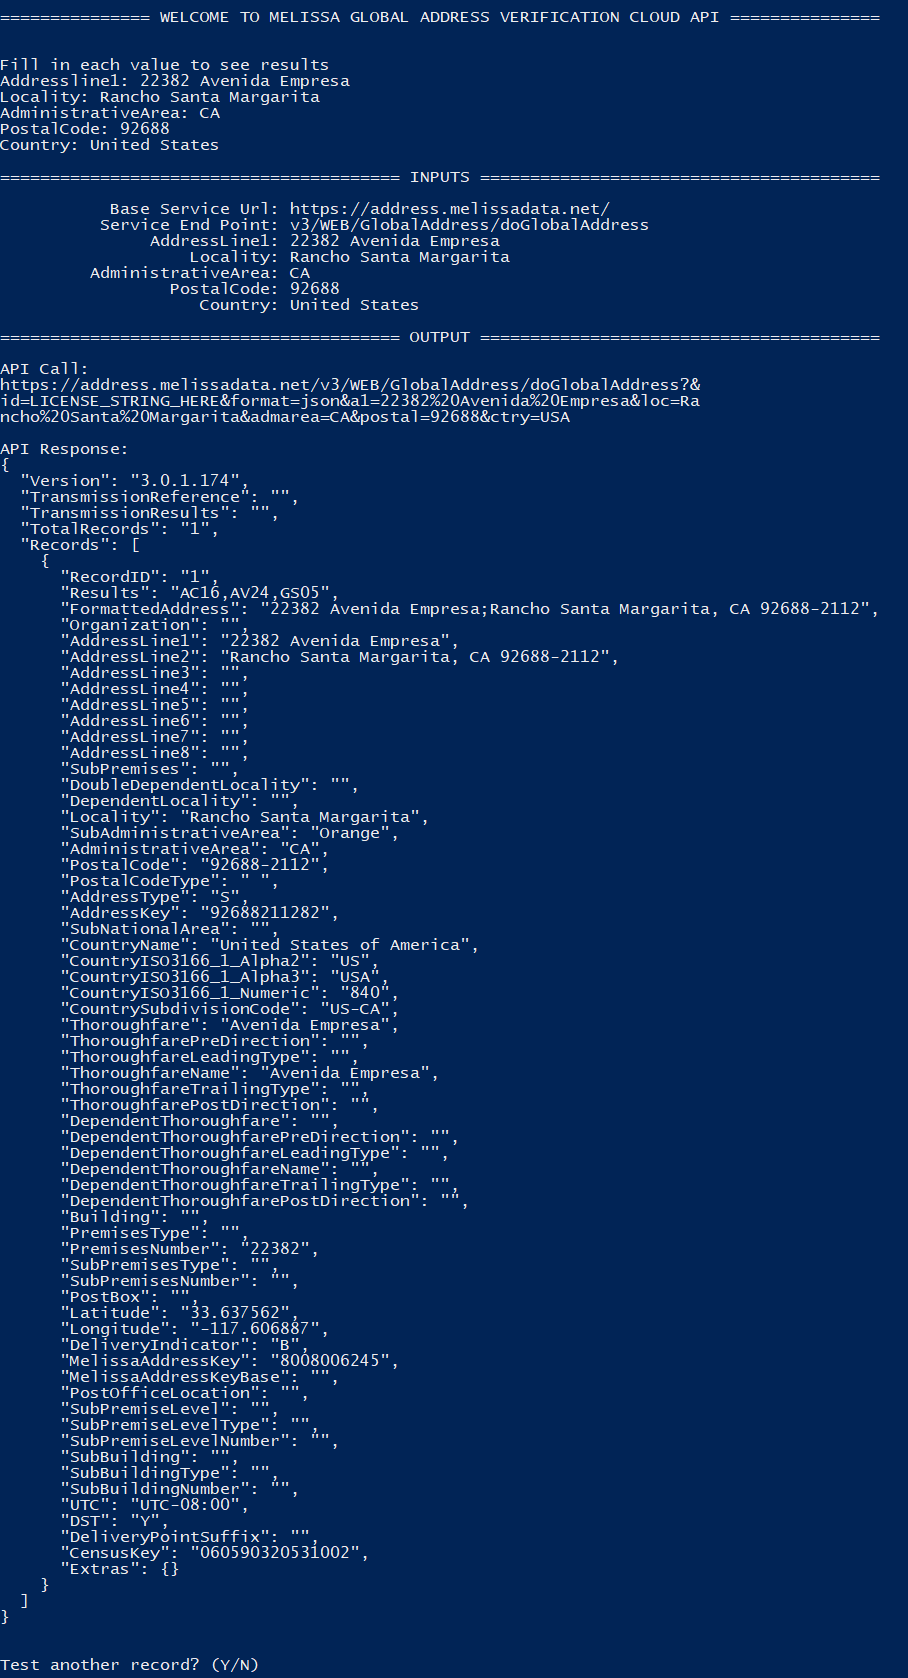 =============== WELCOME TO MELISSA GLOBAL ADDRESS VERIFICATION CLOUD API ===============
Fill in each value to see results
Addressline1: 22382 Avenida Empresa
Locality: Rancho Santa Margarita
AdministrativeArea: CA
PostalCode: 92688
Country: United States
======================================== INPUTS ========================================
Base Service Url: https://address.melissadata.net/
Service End Point: v3/WEB/GlobalAddress/doGlobalAddress
AddressLine1: 22382 Avenida Empresa
Locality: Rancho Santa Margarita
AdministrativeArea: CA
PostalCode: 92688
Country: United States
======================================== OUTPUT ========================================
API Call:
https://address.melissadata.net/v3/WEB/GlobalAddress/doGlobalAddress?&
id=LICENSE_STRING_HERE&format=json&a1=22382%20Avenida%20Empresa&loc=Ra
ncho%20Santa%20Margarita&admarea=CA&postal=92688&ctry=USA
API Response:
{
  "Version": "3.0.1.174",
  "TransmissionReference": "",
  "TransmissionResults": "",
  "TotalRecords": "1",
  "Records": [
    {
      "RecordID": "1",
      "Results": "AC16,AV24,GS05",
      "FormattedAddress": "22382 Avenida Empresa;Rancho Santa Margarita, CA 92688-2112",
      "Organization": "",
      "AddressLine1": "22382 Avenida Empresa",
      "AddressLine2": "Rancho Santa Margarita, CA 92688-2112",
      "AddressLine3": "",
      "AddressLine4": "",
      "AddressLine5": "",
      "AddressLine6": "",
      "AddressLine7": "",
      "AddressLine8": "",
      "SubPremises": "",
      "DoubleDependentLocality": "",
      "DependentLocality": "",
      "Locality": "Rancho Santa Margarita",
      "SubAdministrativeArea": "Orange",
      "AdministrativeArea": "CA",
      "PostalCode": "92688-2112",
      "PostalCodeType": " ",
      "AddressType": "S",
      "AddressKey": "92688211282",
      "SubNationalArea": "",
      "CountryName": "United States of America",
      "CountryISO3166_1_Alpha2": "US",
      "CountryISO3166_1_Alpha3": "USA",
      "CountryISO3166_1_Numeric": "840",
      "CountrySubdivisionCode": "US-CA",
      "Thoroughfare": "Avenida Empresa",
      "ThoroughfarePreDirection": "",
      "ThoroughfareLeadingType": "",
      "ThoroughfareName": "Avenida Empresa",
      "ThoroughfareTrailingType": "",
      "ThoroughfarePostDirection": "",
      "DependentThoroughfare": "",
      "DependentThoroughfarePreDirection": "",
      "DependentThoroughfareLeadingType": "",
      "DependentThoroughfareName": "",
      "DependentThoroughfareTrailingType": "",
      "DependentThoroughfarePostDirection": "",
      "Building": "",
      "PremisesType": "",
      "PremisesNumber": "22382",
      "SubPremisesType": "",
      "SubPremisesNumber": "",
      "PostBox": "",
      "Latitude": "33.637562",
      "Longitude": "-117.606887",
      "DeliveryIndicator": "B",
      "MelissaAddressKey": "8008006245",
      "MelissaAddressKeyBase": "",
      "PostOfficeLocation": "",
      "SubPremiseLevel": "",
      "SubPremiseLevelType": "",
      "SubPremiseLevelNumber": "",
      "SubBuilding": "",
      "SubBuildingType": "",
      "SubBuildingNumber": "",
      "UTC": "UTC-08:00",
      "DST": "Y",
      "DeliveryPointSuffix": "",
      "CensusKey": "060590320531002",
      "Extras": {}
    }
  ]
}
Test another record? (Y/N)